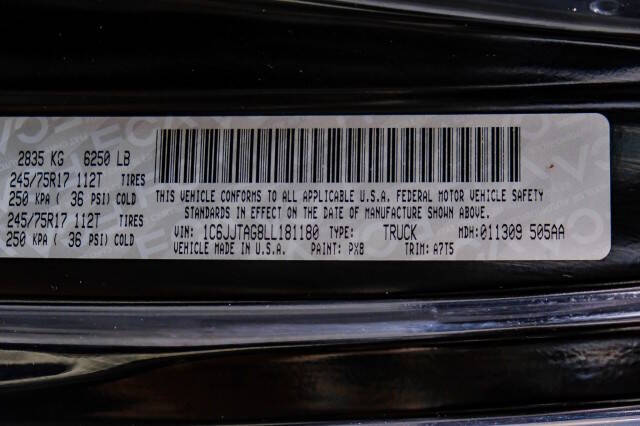 2835 KG 6250 LB
245/75R17 112T TIRES
250 KPA ( 36 PSI) COLD
245/75R17 112T TIRES
250 KPA ( 36 PSI) COLD
THIS VEHICLE CONFORMS TO ALL APPLICABLE U.S.A. FEDERAL MOTOR VEHICLE SAFETY
STANDARDS IN EFFECT ON THE DATE OF MANUFACTURE SHOWN ABOVE.
VIN: 1C6JJTAG8LL181180 TYPE: TRUCK MDH: 011309 505AA
VEHICLE MADE IN U.S.A. PAINT: PX8 TRIM: A7T5